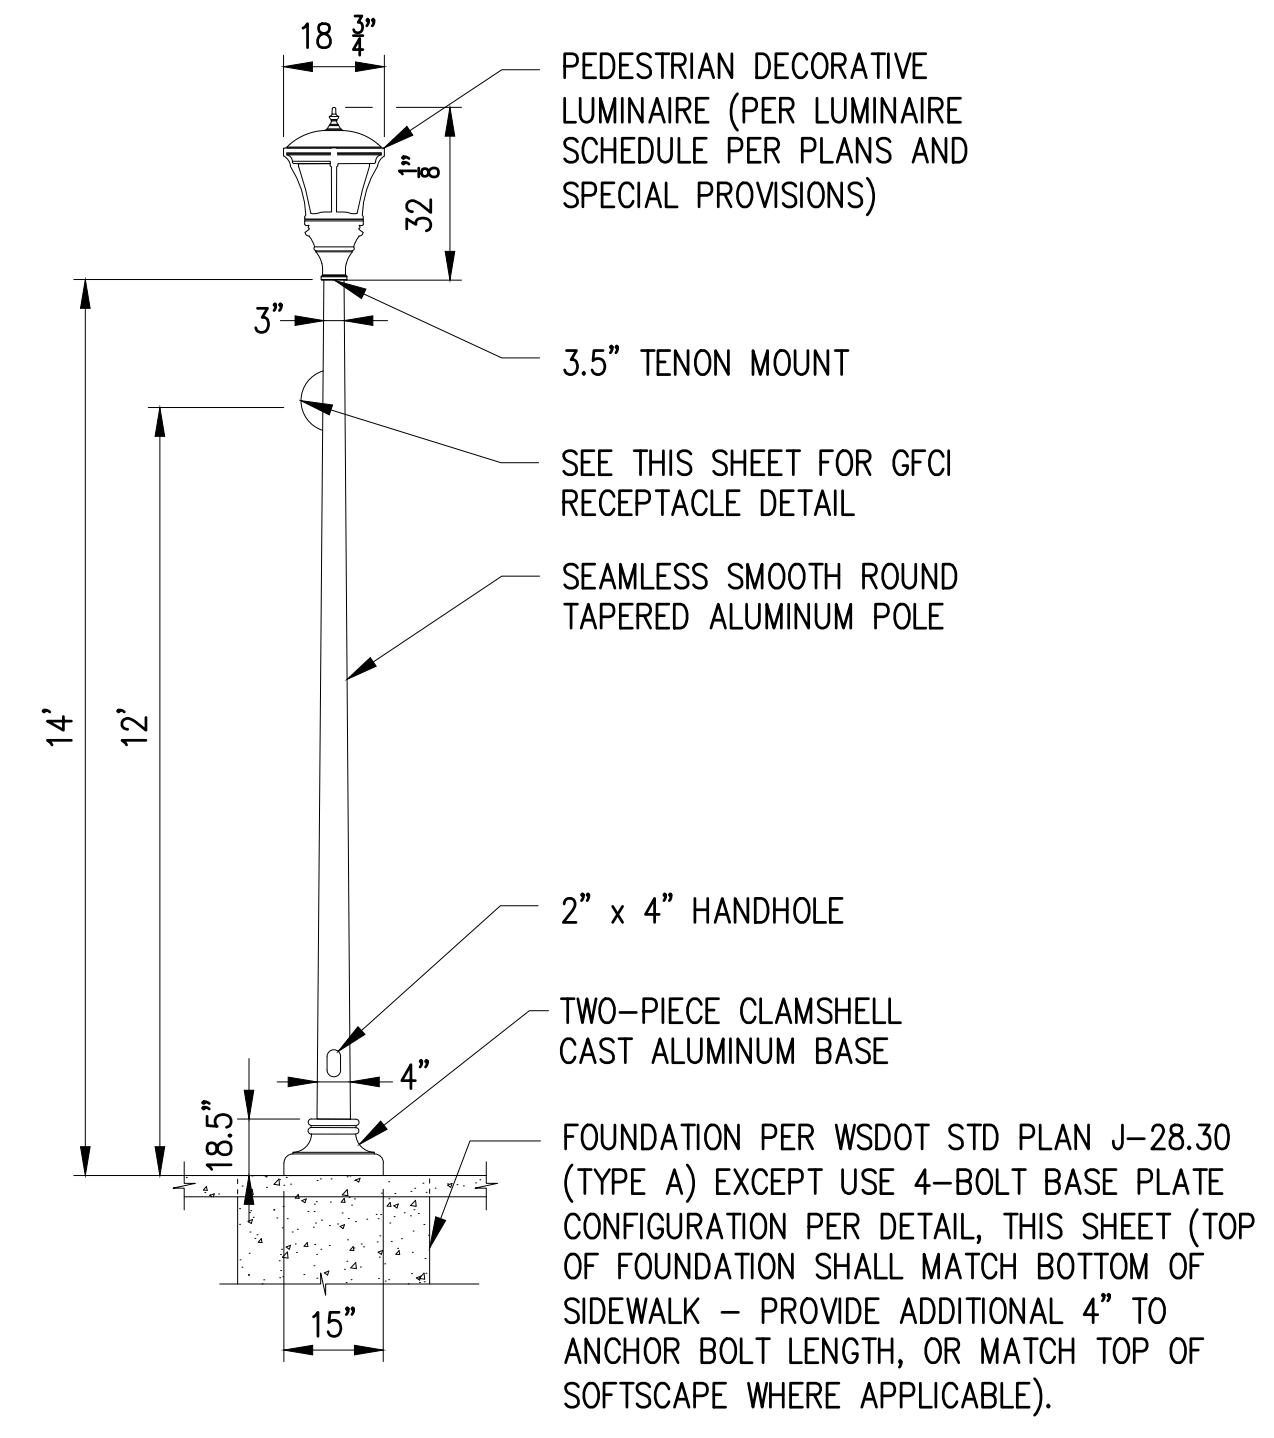 18 3/4"
PEDESTRIAN DECORATIVE
LUMINAIRE (PER LUMINAIRE
SCHEDULE PER PLANS AND
SPECIAL PROVISIONS)
32 1/8"
3"
3.5" TENON MOUNT
SEE THIS SHEET FOR GFCI
RECEPTACLE DETAIL
SEAMLESS SMOOTH ROUND
TAPERED ALUMINUM POLE
14'
12'
2" x 4" HANDHOLE
TWO-PIECE CLAMSHELL
CAST ALUMINUM BASE
4"
18.5"
FOUNDATION PER WSDOT STD PLAN J-28.30
(TYPE A) EXCEPT USE 4-BOLT BASE PLATE
CONFIGURATION PER DETAIL, THIS SHEET (TOP
OF FOUNDATION SHALL MATCH BOTTOM OF
SIDEWALK - PROVIDE ADDITIONAL 4" TO
ANCHOR BOLT LENGTH, OR MATCH TOP OF
SOFTSCAPE WHERE APPLICABLE).
15"